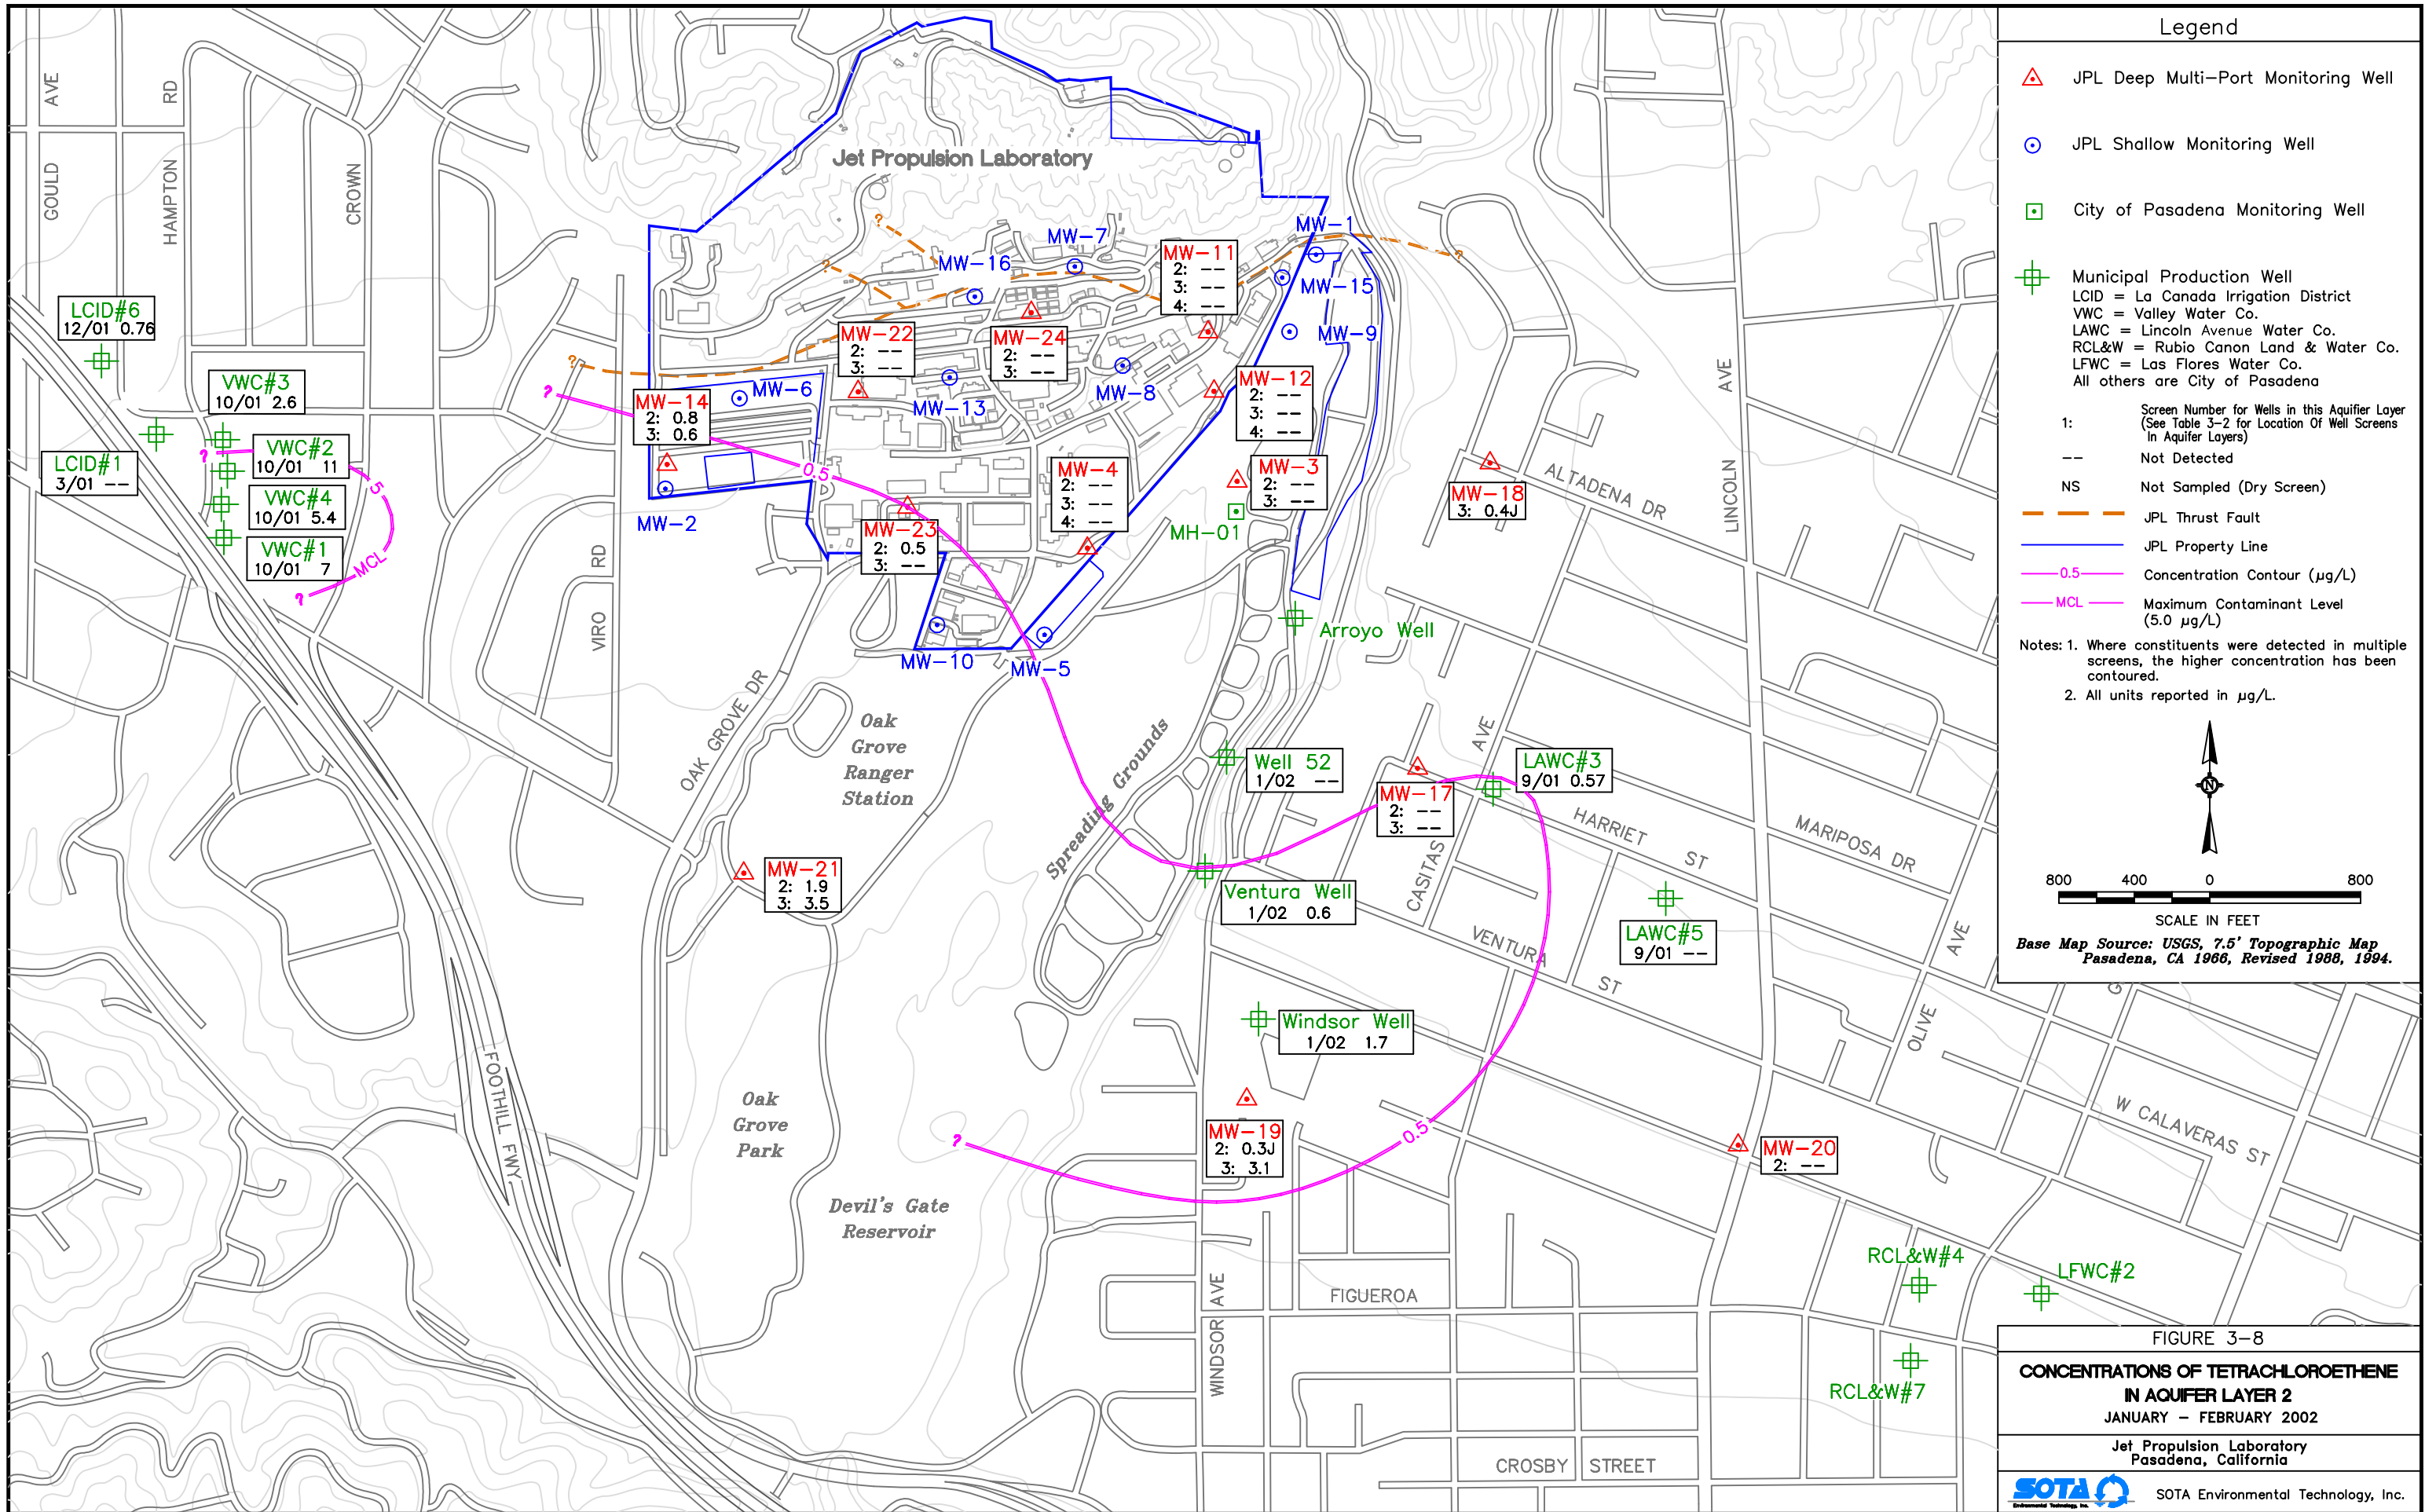 GOULD AVE
HAMPTON RD
CROWN
Jet Propulsion Laboratory
?
?
?
?
MW-7
MW-16
MW-1
MW-15
MW-9
MW-11
2: --
3: --
4: --
LCID#6
12/01 0.76
MW-22
2: --
3: --
MW-24
2: --
3: --
VWC#3
10/01 2.6
?
MW-14
2: 0.8
3: 0.6
MW-6
MW-13
MW-8
MW-12
2: --
3: --
4: --
LCID#1
3/01 --
?
VWC#2
10/01 11
VWC#4
10/01 5.4
VWC#1
10/01 7
5
MCL
?
0.5
MW-4
2: --
3: --
4: --
MW-3
2: --
3: --
MW-18
3: 0.4J
ALTADENA DR
LINCOLN AVE
MW-2
MW-23
2: 0.5
3: --
MH-01
VIRO RD
Arroyo Well
MW-10
MW-5
OAK GROVE DR
Oak
Grove
Ranger
Station
Spreading Grounds
Well 52
1/02 --
CASITAS AVE
LAWC#3
9/01 0.57
MW-17
2: --
3: --
HARRIET ST
MARIPOSA DR
MW-21
2: 1.9
3: 3.5
Ventura Well
1/02 0.6
LAWC#5
9/01 --
VENTURA ST
OLIVE AVE
G
Windsor Well
1/02 1.7
FOOTHILL FWY
Oak
Grove
Park
?
MW-19
2: 0.3J
3: 3.1
0.5
MW-20
2: --
W CALAVERAS ST
Devil's Gate
Reservoir
RCL&W#4
LFWC#2
WINDSOR AVE
FIGUEROA
RCL&W#7
CROSBY STREET
Legend
JPL Deep Multi-Port Monitoring Well
JPL Shallow Monitoring Well
City of Pasadena Monitoring Well
Municipal Production Well
LCID = La Canada Irrigation District
VWC = Valley Water Co.
LAWC = Lincoln Avenue Water Co.
RCL&W = Rubio Canon Land & Water Co.
LFWC = Las Flores Water Co.
All others are City of Pasadena
1: Screen Number for Wells in this Aquifier Layer
(See Table 3-2 for Location Of Well Screens
In Aquifer Layers)
-- Not Detected
NS Not Sampled (Dry Screen)
JPL Thrust Fault
JPL Property Line
0.5 Concentration Contour (µg/L)
MCL Maximum Contaminant Level
(5.0 µg/L)
Notes: 1. Where constituents were detected in multiple
screens, the higher concentration has been
contoured.
2. All units reported in µg/L.
N
800 400 0 800
SCALE IN FEET
Base Map Source: USGS, 7.5' Topographic Map
Pasadena, CA 1966, Revised 1988, 1994.
FIGURE 3-8
CONCENTRATIONS OF TETRACHLOROETHENE
IN AQUIFER LAYER 2
JANUARY - FEBRUARY 2002
Jet Propulsion Laboratory
Pasadena, California
SOTA
Environmental Technology, Inc.
SOTA Environmental Technology, Inc.